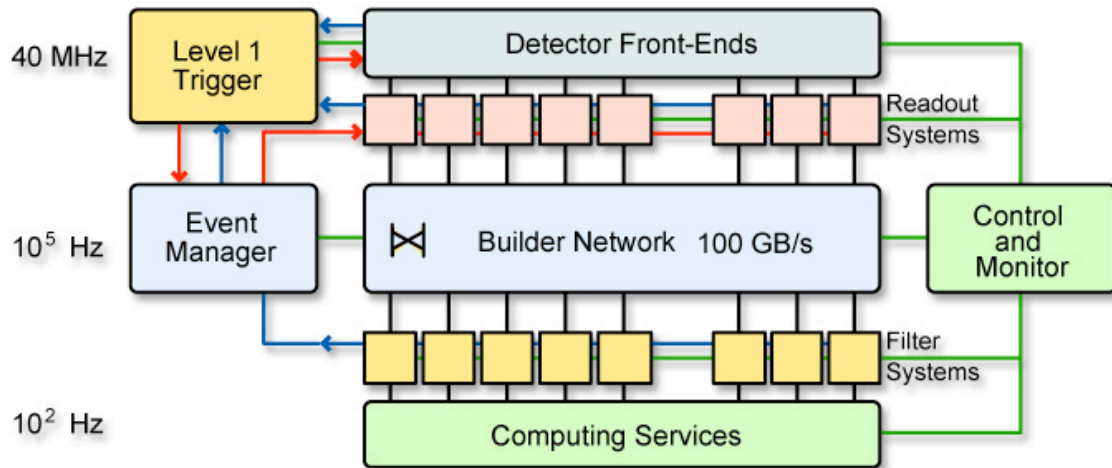 40 MHz
Level 1
Trigger
Detector Front-Ends
Readout
Systems
10⁵ Hz
Event
Manager
Builder Network 100 GB/s
Control
and
Monitor
Filter
Systems
10² Hz
Computing Services